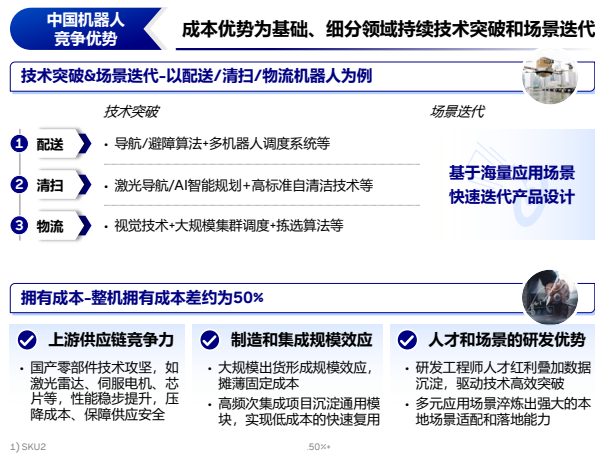 中国机器人
竞争优势
成本优势为基础、细分领域持续技术突破和场景迭代
技术突破&场景迭代-以配送/清扫/物流机器人为例
技术突破
场景迭代
1 配送
• 导航/避障算法+多机器人调度系统等
2 清扫
• 激光导航/AI智能规划+高标准自清洁技术等
3 物流
• 视觉技术+大规模集群调度+拣选算法等
基于海量应用场景
快速迭代产品设计
拥有成本-整机拥有成本差约为50%
上游供应链竞争力
• 国产零部件技术攻坚，如
激光雷达、伺服电机、芯
片等，性能稳步提升，压
降成本、保障供应安全
制造和集成规模效应
• 大规模出货形成规模效应，
摊薄固定成本
• 高频次集成项目沉淀通用模
块，实现低成本的快速复用
人才和场景的研发优势
• 研发工程师人才红利叠加数据
沉淀，驱动技术高效突破
• 多元应用场景淬炼出强大的本
地场景适配和落地能力
1) SKU2
.50%+